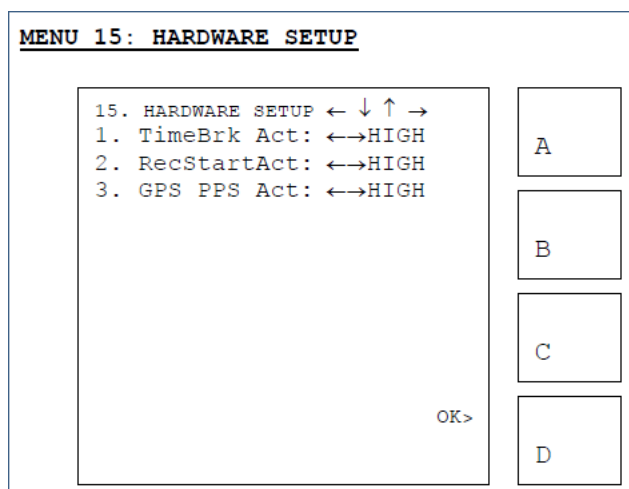 MENU 15: HARDWARE SETUP
15. HARDWARE SETUP ← ↓ ↑ →
1. TimeBrk Act: ←→HIGH
2. RecStartAct: ←→HIGH
3. GPS PPS Act: ←→HIGH
A
B
C
OK>
D